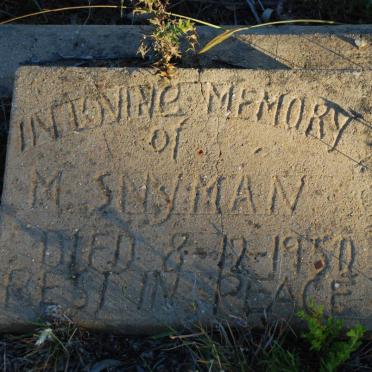 IN LOVING MEMORY
of
M. SNYMAN
DIED 8-12-1950
REST IN PEACE